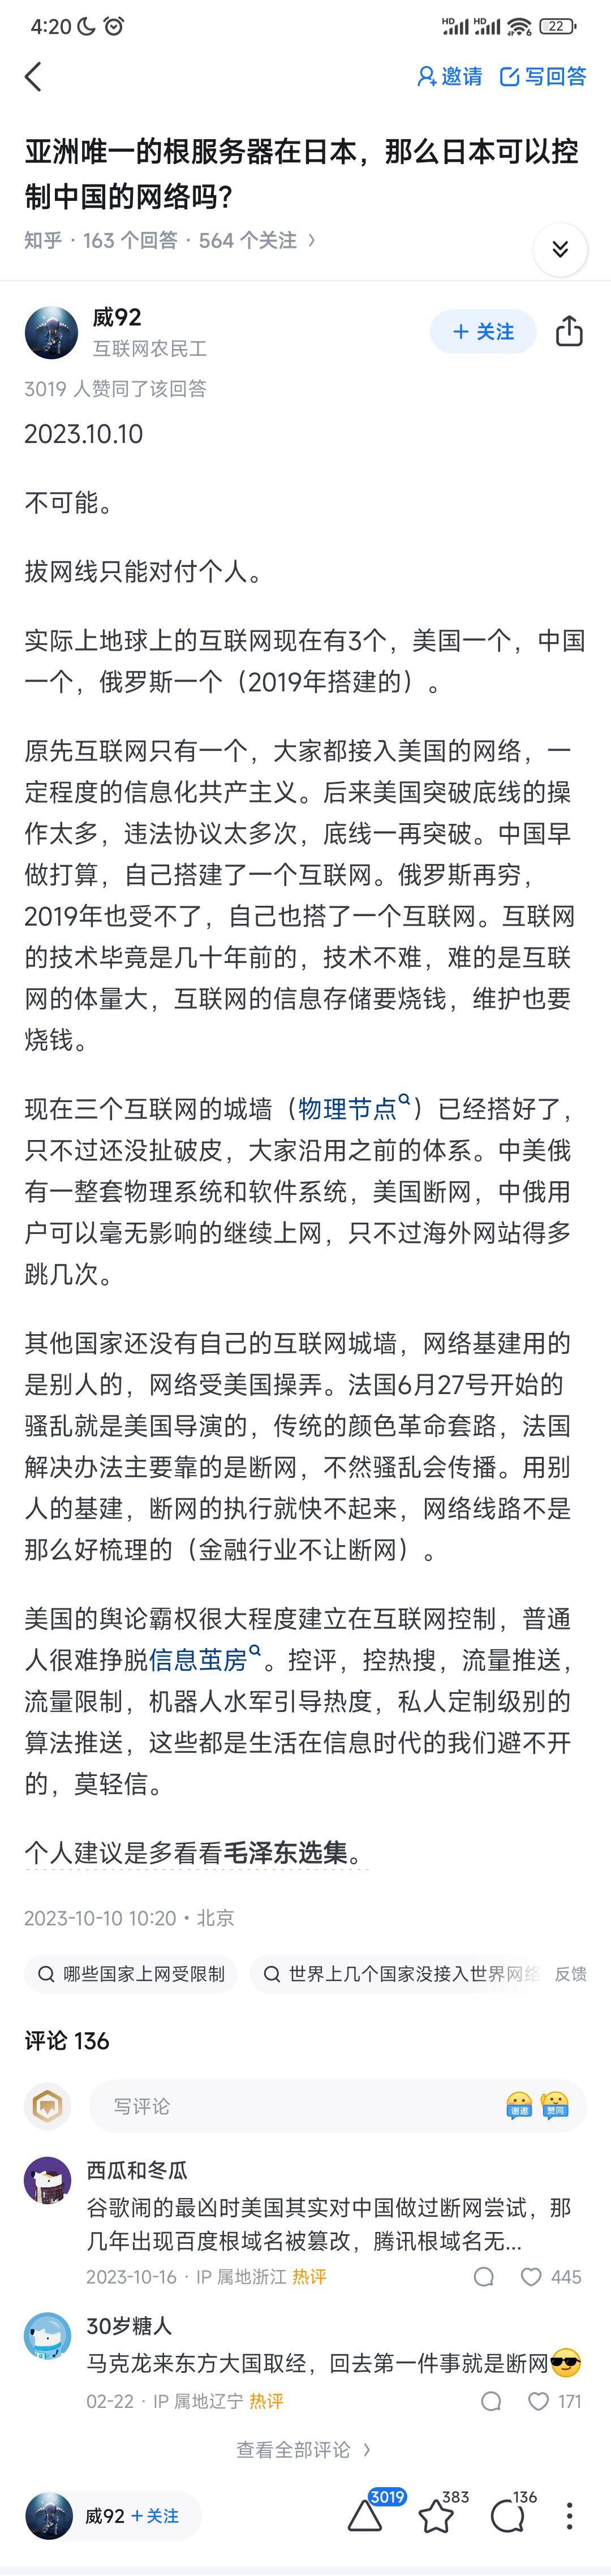 4:20
HD HD 6 22
邀请 写回答
亚洲唯一的根服务器在日本，那么日本可以控
制中国的网络吗？
知乎 · 163 个回答 · 564 个关注 >
威92
互联网农民工
+ 关注
3019 人赞同了该回答
2023.10.10
不可能。
拔网线只能对付个人。
实际上地球上的互联网现在有3个，美国一个，中国
一个，俄罗斯一个（2019年搭建的）。
原先互联网只有一个，大家都接入美国的网络，一
定程度的信息化共产主义。后来美国突破底线的操
作太多，违法协议太多次，底线一再突破。中国早
做打算，自己搭建了一个互联网。俄罗斯再穷，
2019年也受不了，自己也搭了一个互联网。互联网
的技术毕竟是几十年前的，技术不难，难的是互联
网的体量大，互联网的信息存储要烧钱，维护也要
烧钱。
现在三个互联网的城墙（物理节点）已经搭好了，
只不过还没扯破皮，大家沿用之前的体系。中美俄
有一整套物理系统和软件系统，美国断网，中俄用
户可以毫无影响的继续上网，只不过海外网站得多
跳几次。
其他国家还没有自己的互联网城墙，网络基建用的
是别人的，网络受美国操弄。法国6月27号开始的
骚乱就是美国导演的，传统的颜色革命套路，法国
解决办法主要靠的是断网，不然骚乱会传播。用别
人的基建，断网的执行就快不起来，网络线路不是
那么好梳理的（金融行业不让断网）。
美国的舆论霸权很大程度建立在互联网控制，普通
人很难挣脱信息茧房。控评，控热搜，流量推送，
流量限制，机器人水军引导热度，私人定制级别的
算法推送，这些都是生活在信息时代的我们避不开
的，莫轻信。
个人建议是多看看毛泽东选集。
2023-10-10 10:20 · 北京
哪些国家上网受限制 世界上几个国家没接入世界网络 反馈
评论 136
写评论 谢邀 赞同
西瓜和冬瓜
谷歌闹的最凶时美国其实对中国做过断网尝试，那
几年出现百度根域名被篡改，腾讯根域名无...
2023-10-16 · IP 属地浙江 热评 445
30岁糖人
马克龙来东方大国取经，回去第一件事就是断网😎
02-22 · IP 属地辽宁 热评 171
查看全部评论 >
威92 +关注 3019 383 136